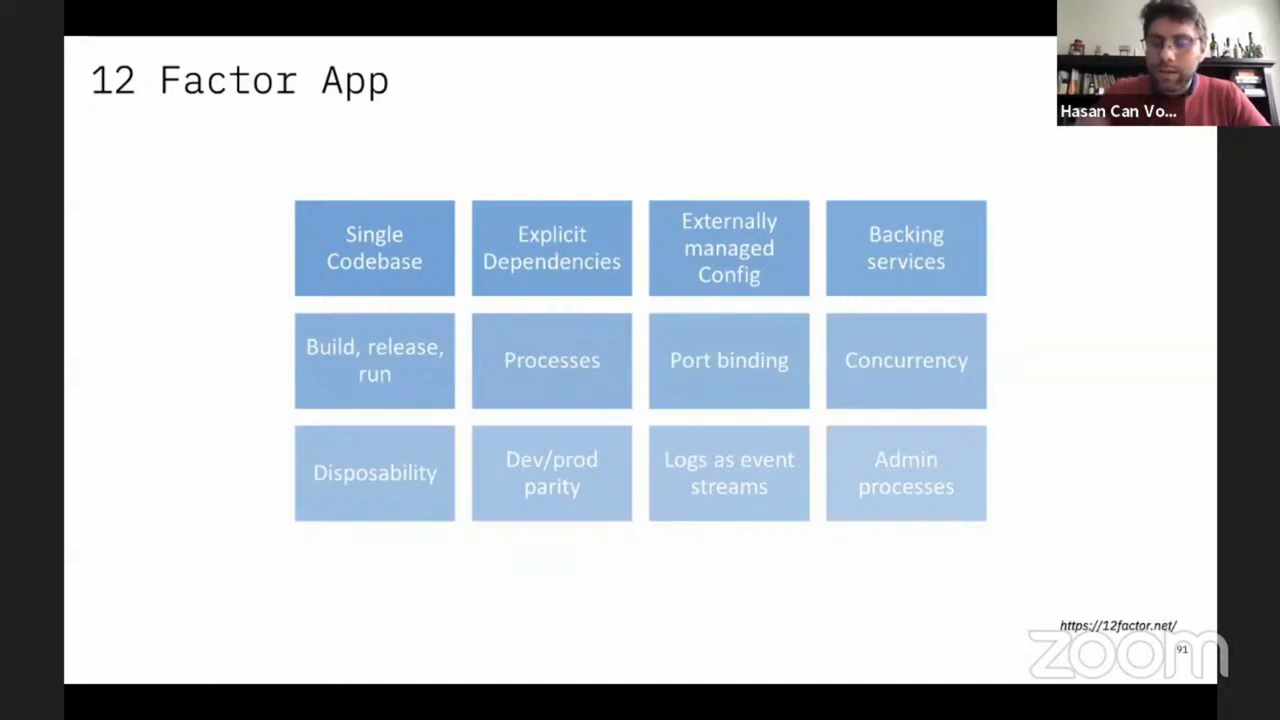 12 Factor App
Hasan Can Vo...
Single
Codebase
Explicit
Dependencies
Externally
managed
Config
Backing
services
Build, release,
run
Processes
Port binding
Concurrency
Disposability
Dev/prod
parity
Logs as event
streams
Admin
processes
https://12factor.net/
zoom
91